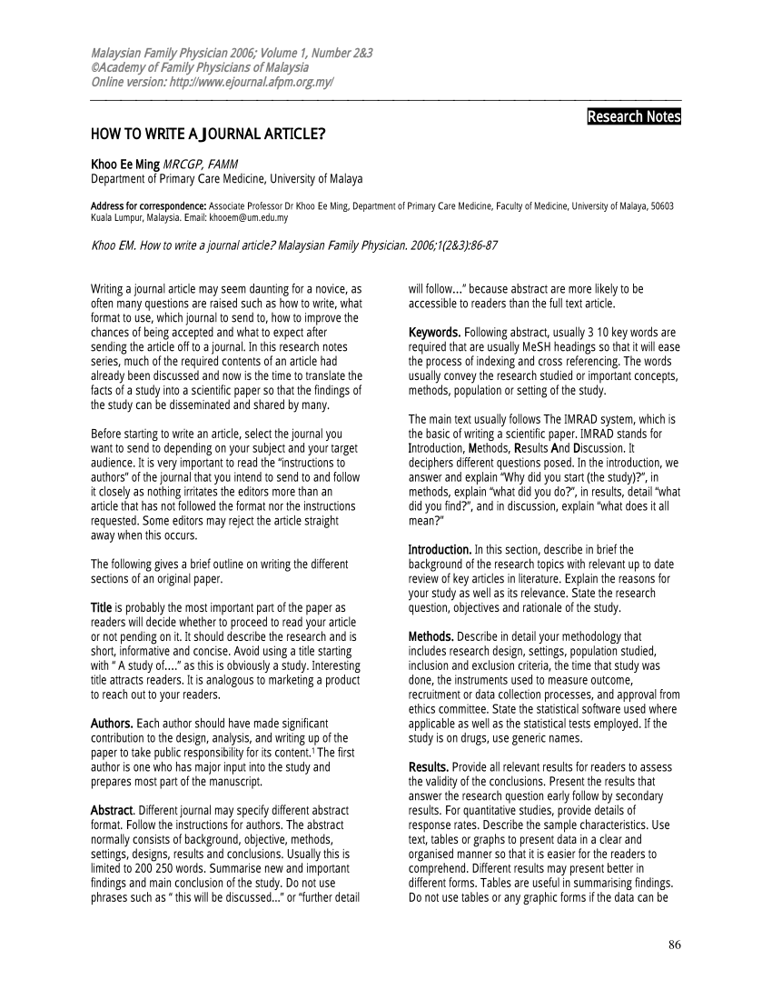 Malaysian Family Physician 2006; Volume 1, Number 2&3
©Academy of Family Physicians of Malaysia
Online version: http://www.ejournal.afpm.org.my/
Research Notes
HOW TO WRITE A JOURNAL ARTICLE?
Khoo Ee Ming MRCGP, FAMM
Department of Primary Care Medicine, University of Malaya
Address for correspondence: Associate Professor Dr Khoo Ee Ming, Department of Primary Care Medicine, Faculty of Medicine, University of Malaya, 50603
Kuala Lumpur, Malaysia. Email: khooem@um.edu.my
Khoo EM. How to write a journal article? Malaysian Family Physician. 2006;1(2&3):86-87
Writing a journal article may seem daunting for a novice, as
often many questions are raised such as how to write, what
format to use, which journal to send to, how to improve the
chances of being accepted and what to expect after
sending the article off to a journal. In this research notes
series, much of the required contents of an article had
already been discussed and now is the time to translate the
facts of a study into a scientific paper so that the findings of
the study can be disseminated and shared by many.
Before starting to write an article, select the journal you
want to send to depending on your subject and your target
audience. It is very important to read the “instructions to
authors” of the journal that you intend to send to and follow
it closely as nothing irritates the editors more than an
article that has not followed the format nor the instructions
requested. Some editors may reject the article straight
away when this occurs.
The following gives a brief outline on writing the different
sections of an original paper.
Title is probably the most important part of the paper as
readers will decide whether to proceed to read your article
or not pending on it. It should describe the research and is
short, informative and concise. Avoid using a title starting
with “ A study of….” as this is obviously a study. Interesting
title attracts readers. It is analogous to marketing a product
to reach out to your readers.
Authors. Each author should have made significant
contribution to the design, analysis, and writing up of the
paper to take public responsibility for its content.1 The first
author is one who has major input into the study and
prepares most part of the manuscript.
Abstract. Different journal may specify different abstract
format. Follow the instructions for authors. The abstract
normally consists of background, objective, methods,
settings, designs, results and conclusions. Usually this is
limited to 200 250 words. Summarise new and important
findings and main conclusion of the study. Do not use
phrases such as “ this will be discussed...” or “further detail
will follow…” because abstract are more likely to be
accessible to readers than the full text article.
Keywords. Following abstract, usually 3 10 key words are
required that are usually MeSH headings so that it will ease
the process of indexing and cross referencing. The words
usually convey the research studied or important concepts,
methods, population or setting of the study.
The main text usually follows The IMRAD system, which is
the basic of writing a scientific paper. IMRAD stands for
Introduction, Methods, Results And Discussion. It
deciphers different questions posed. In the introduction, we
answer and explain “Why did you start (the study)?”, in
methods, explain “what did you do?”, in results, detail “what
did you find?”, and in discussion, explain “what does it all
mean?”
Introduction. In this section, describe in brief the
background of the research topics with relevant up to date
review of key articles in literature. Explain the reasons for
your study as well as its relevance. State the research
question, objectives and rationale of the study.
Methods. Describe in detail your methodology that
includes research design, settings, population studied,
inclusion and exclusion criteria, the time that study was
done, the instruments used to measure outcome,
recruitment or data collection processes, and approval from
ethics committee. State the statistical software used where
applicable as well as the statistical tests employed. If the
study is on drugs, use generic names.
Results. Provide all relevant results for readers to assess
the validity of the conclusions. Present the results that
answer the research question early follow by secondary
results. For quantitative studies, provide details of
response rates. Describe the sample characteristics. Use
text, tables or graphs to present data in a clear and
organised manner so that it is easier for the readers to
comprehend. Different results may present better in
different forms. Tables are useful in summarising findings.
Do not use tables or any graphic forms if the data can be
86